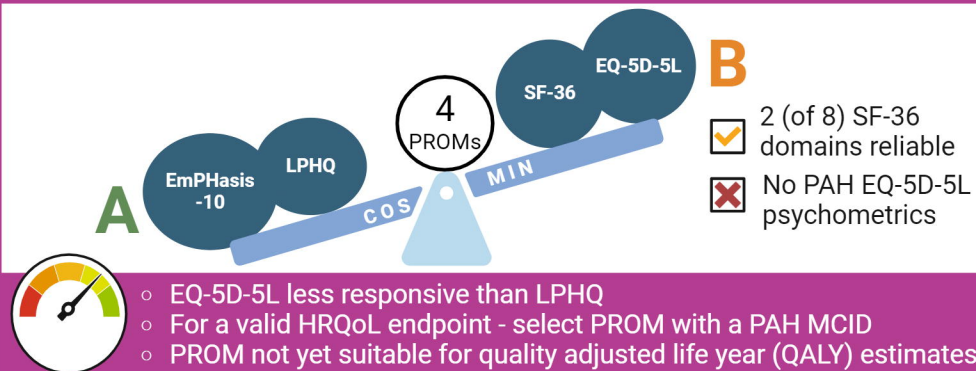 EmPHasis
-10
LPHQ
A
COS
4
PROMs
MIN
SF-36
EQ-5D-5L
B
2 (of 8) SF-36
domains reliable
No PAH EQ-5D-5L
psychometrics
EQ-5D-5L less responsive than LPHQ
For a valid HRQoL endpoint - select PROM with a PAH MCID
PROM not yet suitable for quality adjusted life year (QALY) estimates